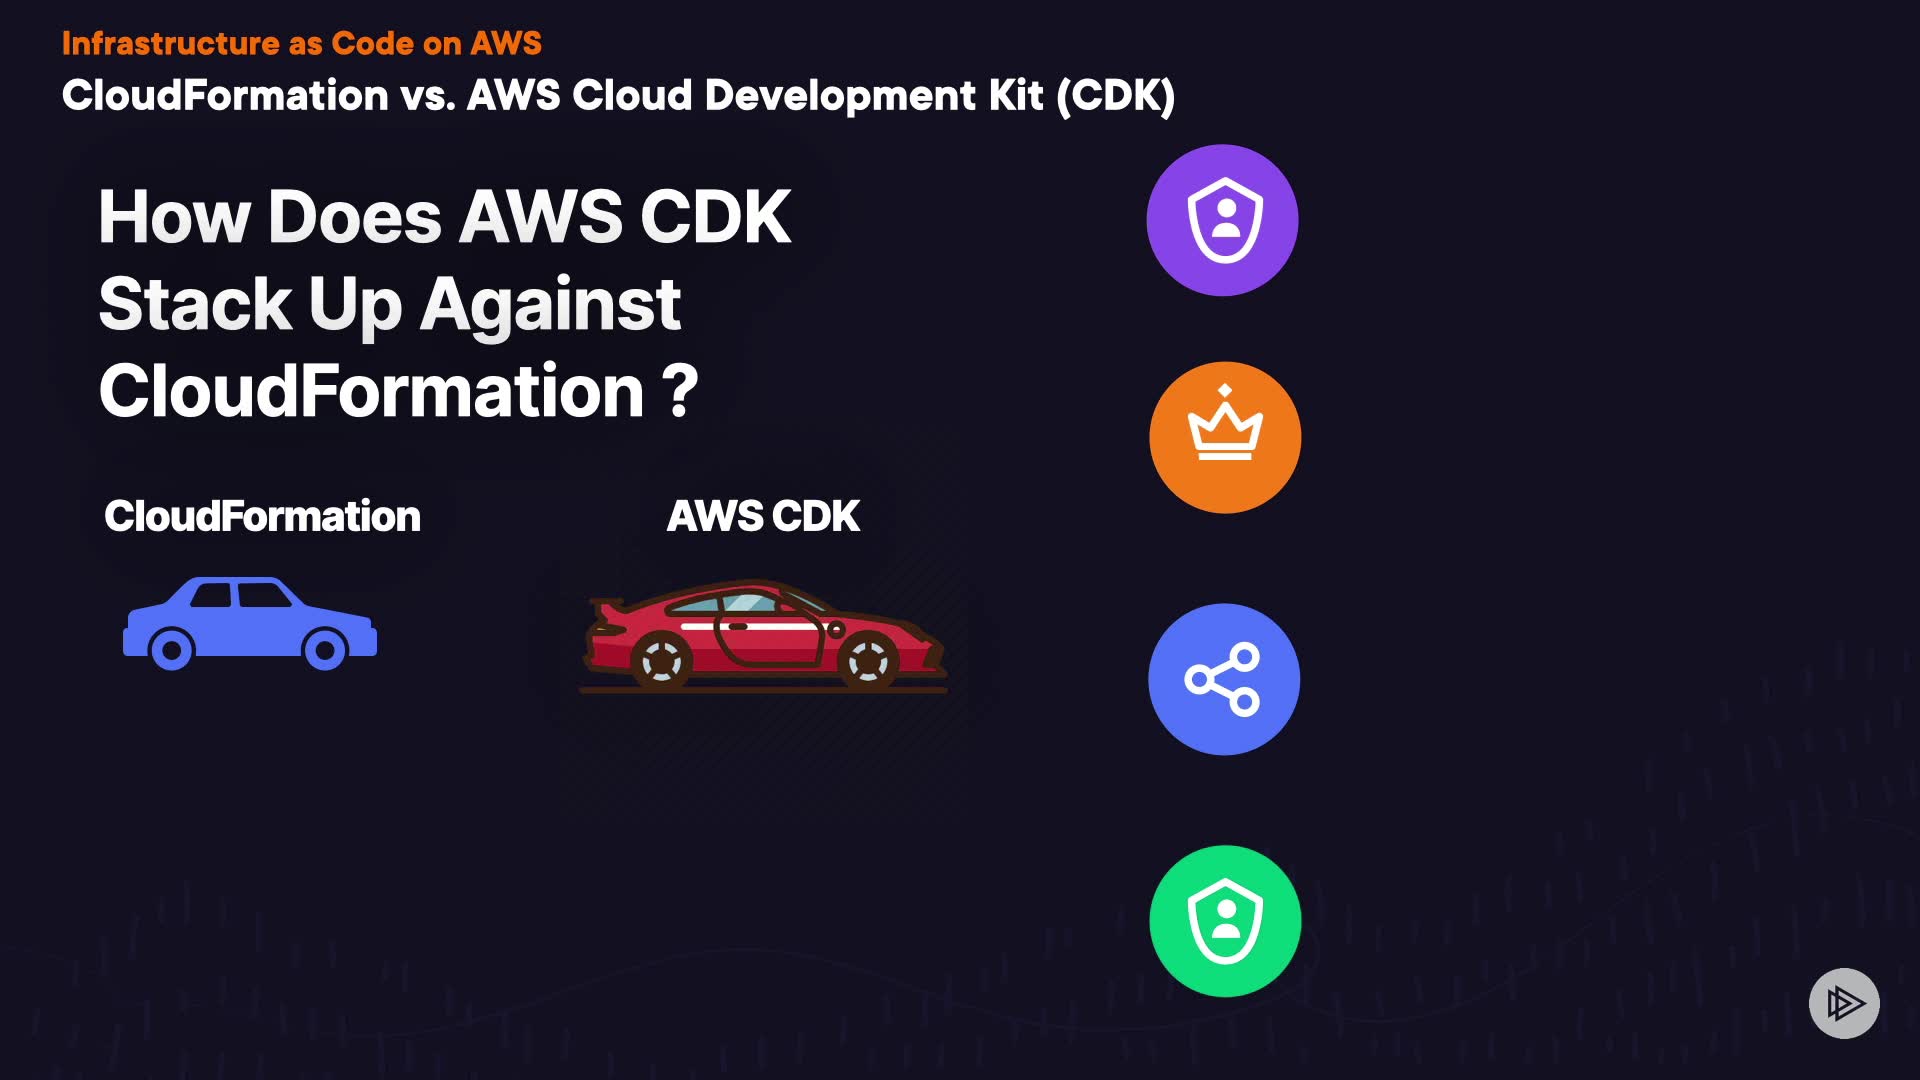 Infrastructure as Code on AWS
CloudFormation vs. AWS Cloud Development Kit (CDK)
How Does AWS CDK
Stack Up Against
CloudFormation ?
CloudFormation
AWS CDK